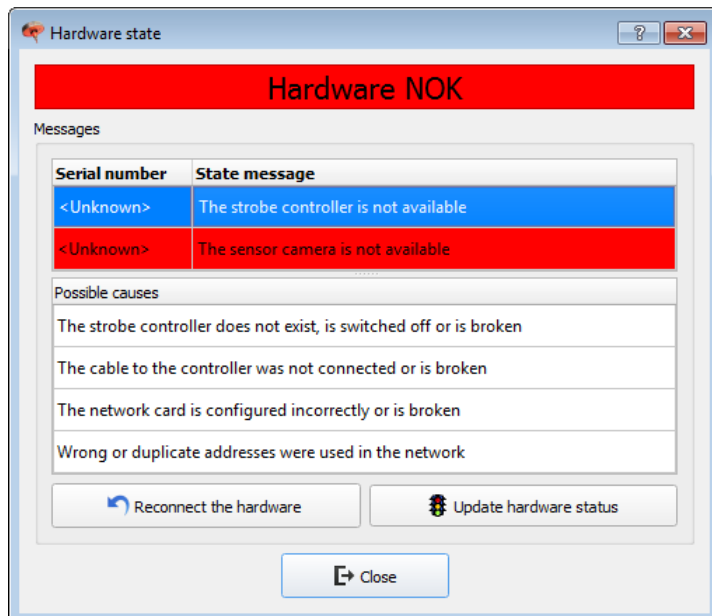 Hardware state
?
Hardware NOK
Messages
Serial number State message
<Unknown> The strobe controller is not available
<Unknown> The sensor camera is not available
Possible causes
The strobe controller does not exist, is switched off or is broken
The cable to the controller was not connected or is broken
The network card is configured incorrectly or is broken
Wrong or duplicate addresses were used in the network
Reconnect the hardware Update hardware status
Close